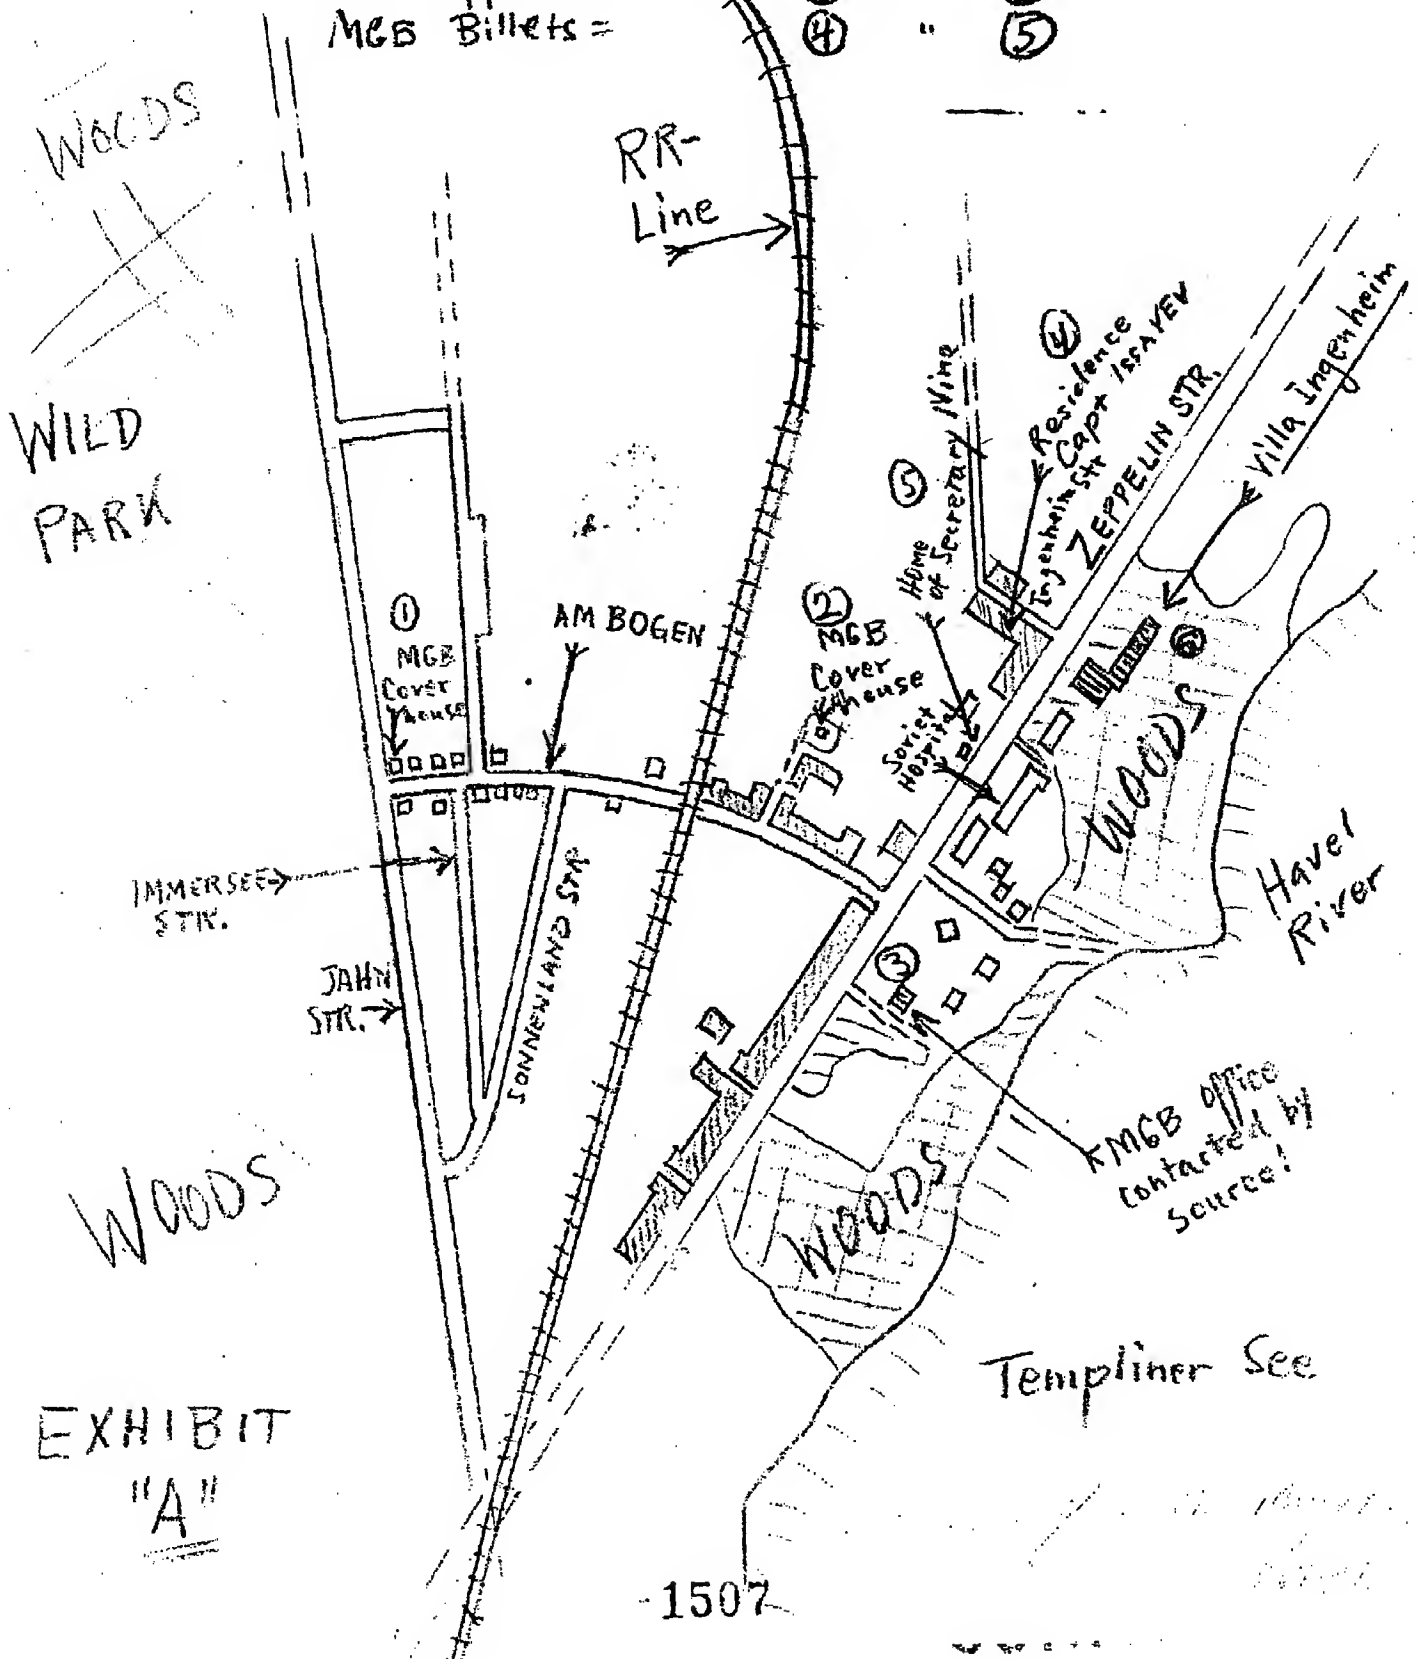 MGB Billets = ④ " ⑤
WOODS
RR-
Line
WILD
PARK
④
Residence
Capt ISSAYEV
Ingenheim Str
ZEPPELIN STR.
Villa Ingenheim
⑤
Home
of Secretary Nina
①
MGB
Cover
house
AM BOGEN
②
MGB
Cover
house
Soviet
Hospital
⑥
WOODS
Havel
River
IMMERSEE
STR.
JAHN
STR.
SONNENLAND STR
③
MGB Office
contacted by
source!
WOODS
WOODS
Templiner See
EXHIBIT
"A"
1507